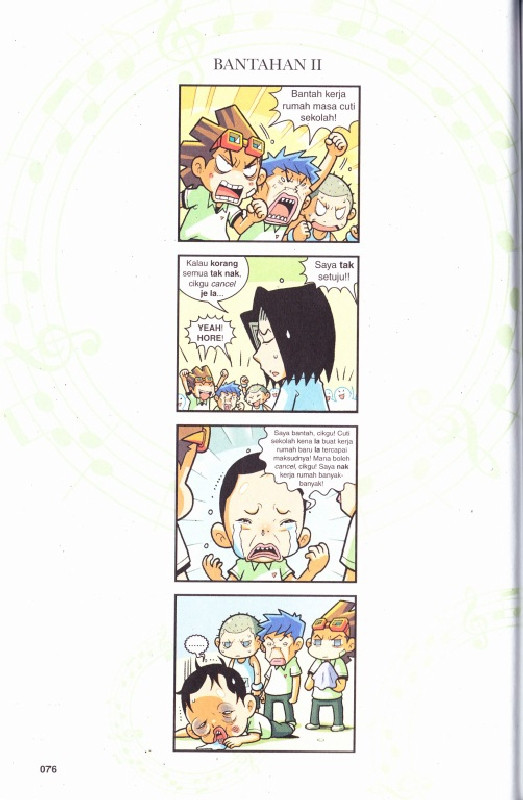 BANTAHAN II
Bantah kerja
rumah masa cuti
sekolah!
Kalau korang
semua tak nak,
cikgu cancel
je la...
Saya tak
setuju!!
YEAH!
HORE!
Saya bantah, cikgu! Cuti
sekolah kena la buat kerja
rumah baru la tercapai
maksudnya! Mana boleh
cancel, cikgu! Saya nak
kerja rumah banyak-
banyak!
.......
076